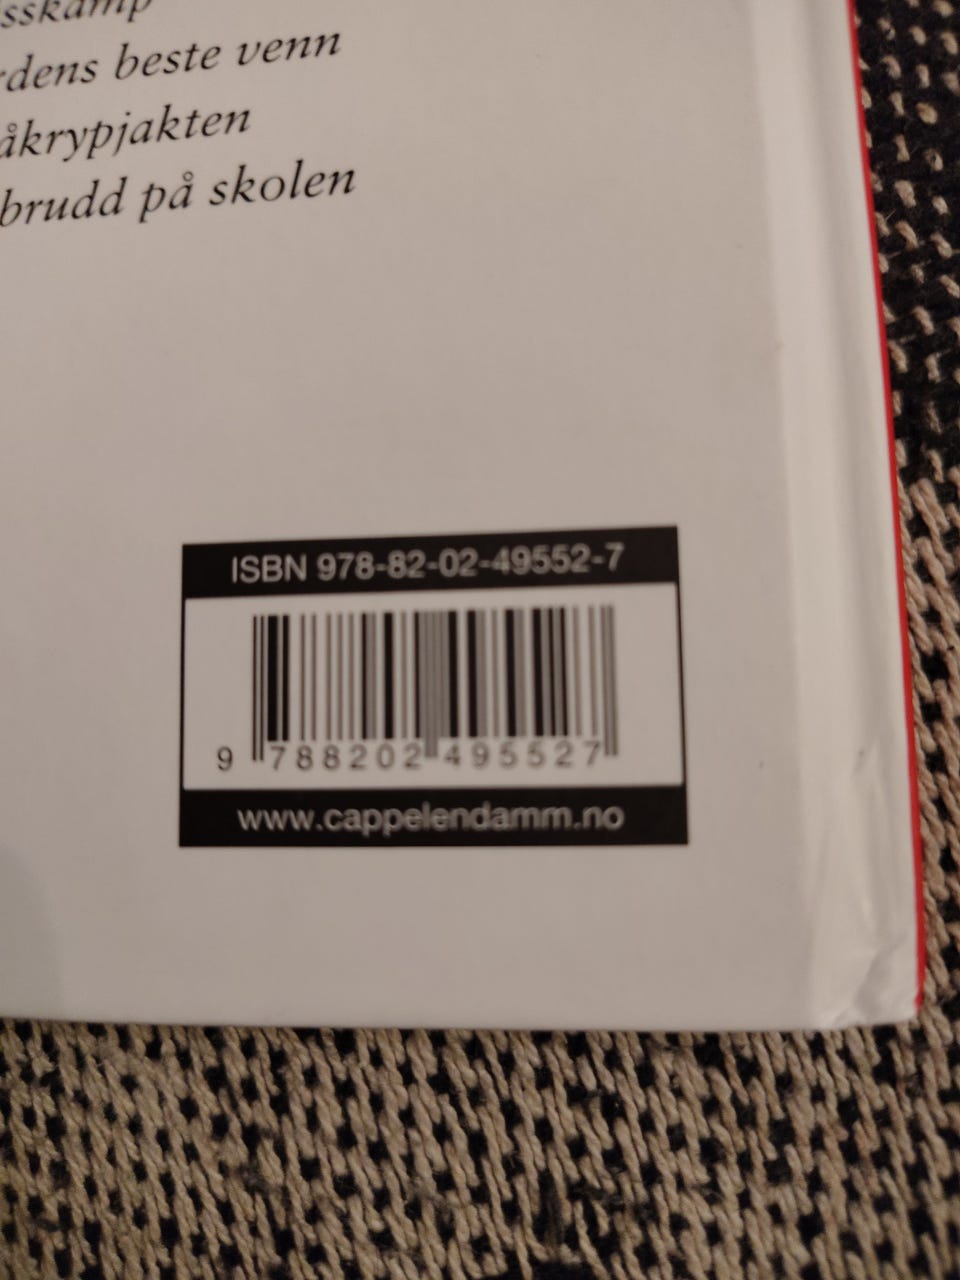 sskamp
rdens beste venn
åkrypjakten
brudd på skolen
ISBN 978-82-02-49552-7
9 788202 495527
www.cappelendamm.no